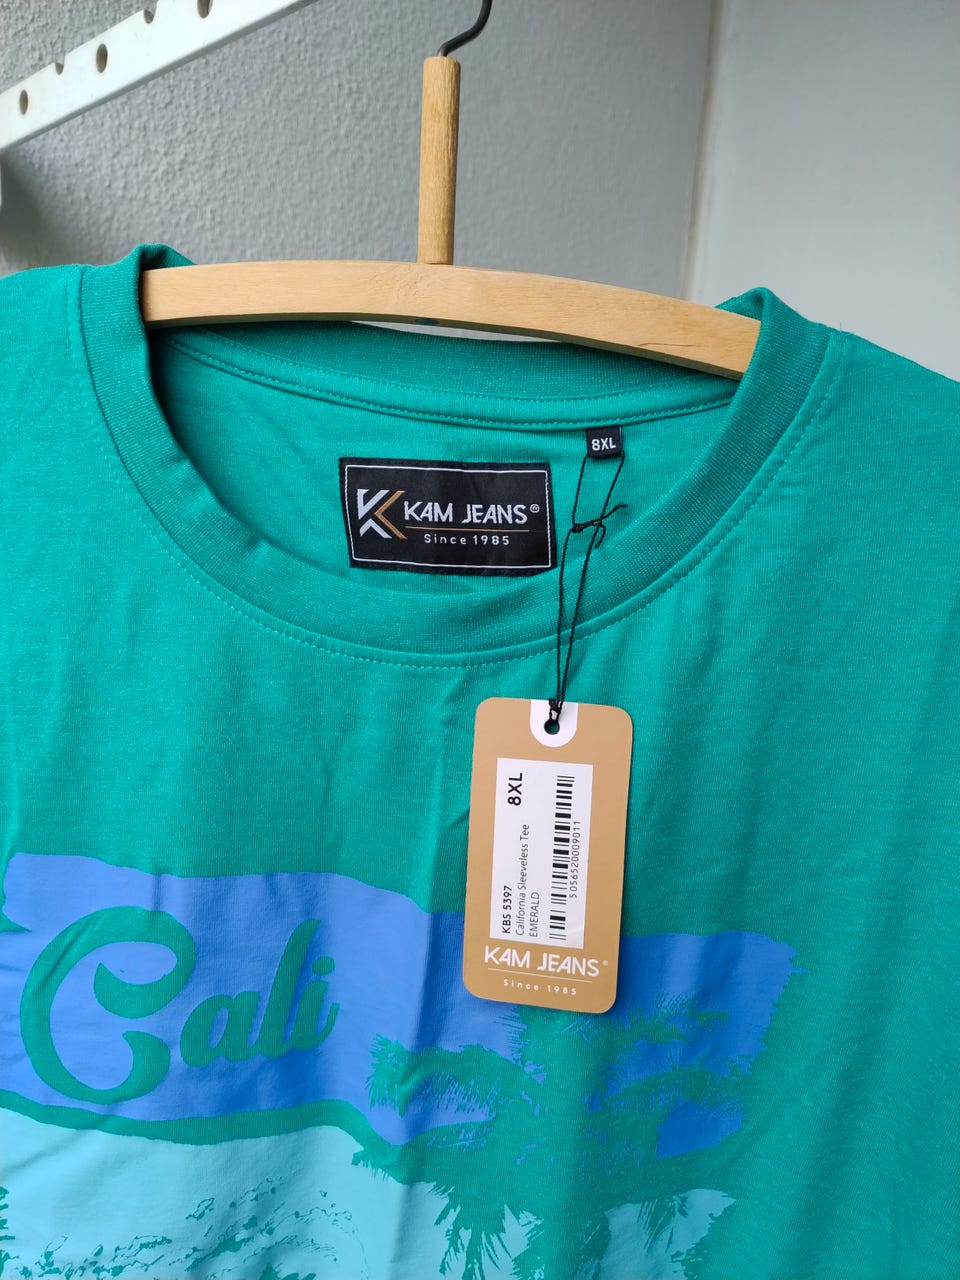 8XL
KAM JEANS®
Since 1985
8XL
KBS 5397
California Sleeveless Tee
EMERALD
5056520009011
KAM JEANS®
Since 1985
Cali